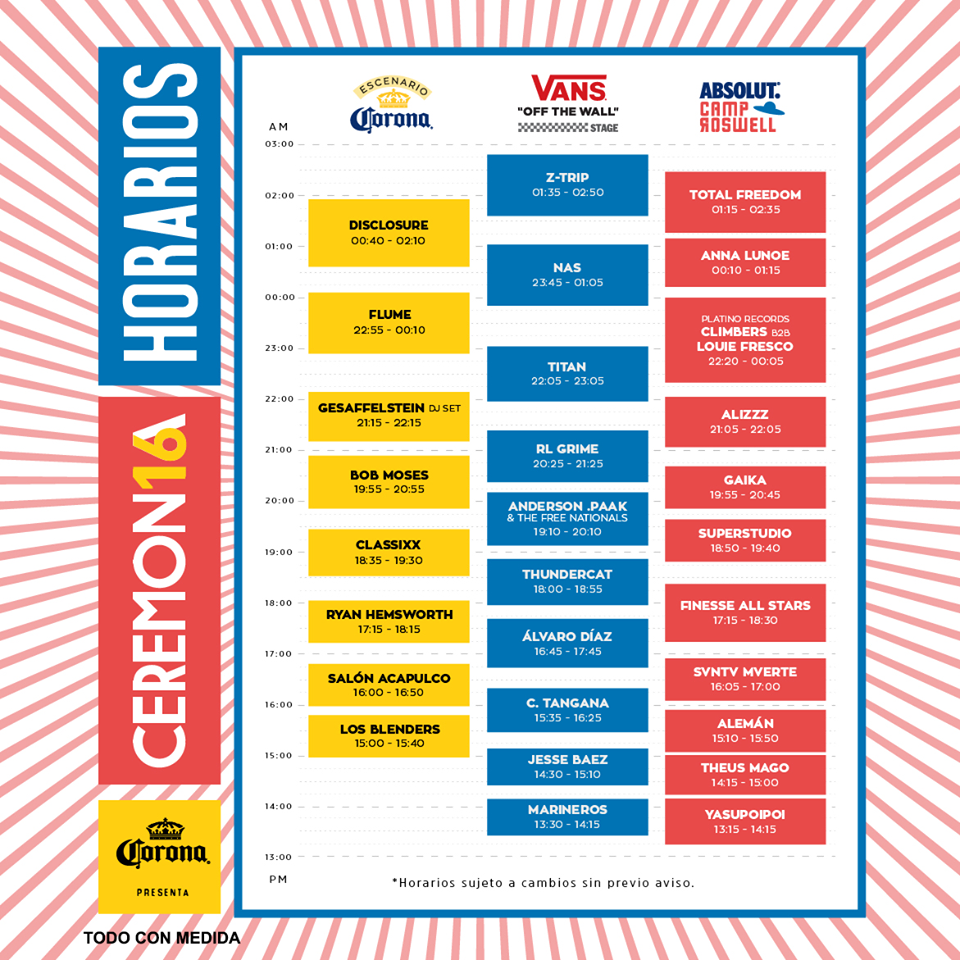 HORARIOS
CEREMON16A
Corona.
PRESENTA
TODO CON MEDIDA
ESCENARIO
Corona.
VANS
"OFF THE WALL"
STAGE
ABSOLUT.
CAMP
ROSWELL
AM
03:00
02:00
01:00
00:00
23:00
22:00
21:00
20:00
19:00
18:00
17:00
16:00
15:00
14:00
13:00
PM
DISCLOSURE
00:40 - 02:10
FLUME
22:55 - 00:10
GESAFFELSTEIN DJ SET
21:15 - 22:15
BOB MOSES
19:55 - 20:55
CLASSIXX
18:35 - 19:30
RYAN HEMSWORTH
17:15 - 18:15
SALÓN ACAPULCO
16:00 - 16:50
LOS BLENDERS
15:00 - 15:40
Z-TRIP
01:35 - 02:50
NAS
23:45 - 01:05
TITAN
22:05 - 23:05
RL GRIME
20:25 - 21:25
ANDERSON .PAAK
& THE FREE NATIONALS
19:10 - 20:10
THUNDERCAT
18:00 - 18:55
ÁLVARO DÍAZ
16:45 - 17:45
C. TANGANA
15:35 - 16:25
JESSE BAEZ
14:30 - 15:10
MARINEROS
13:30 - 14:15
TOTAL FREEDOM
01:15 - 02:35
ANNA LUNOE
00:10 - 01:15
PLATINO RECORDS
CLIMBERS B2B
LOUIE FRESCO
22:20 - 00:05
ALIZZZ
21:05 - 22:05
GAIKA
19:55 - 20:45
SUPERSTUDIO
18:50 - 19:40
FINESSE ALL STARS
17:15 - 18:30
SVNTV MVERTE
16:05 - 17:00
ALEMÁN
15:10 - 15:50
THEUS MAGO
14:15 - 15:00
YASUPOIPOI
13:15 - 14:15
*Horarios sujeto a cambios sin previo aviso.